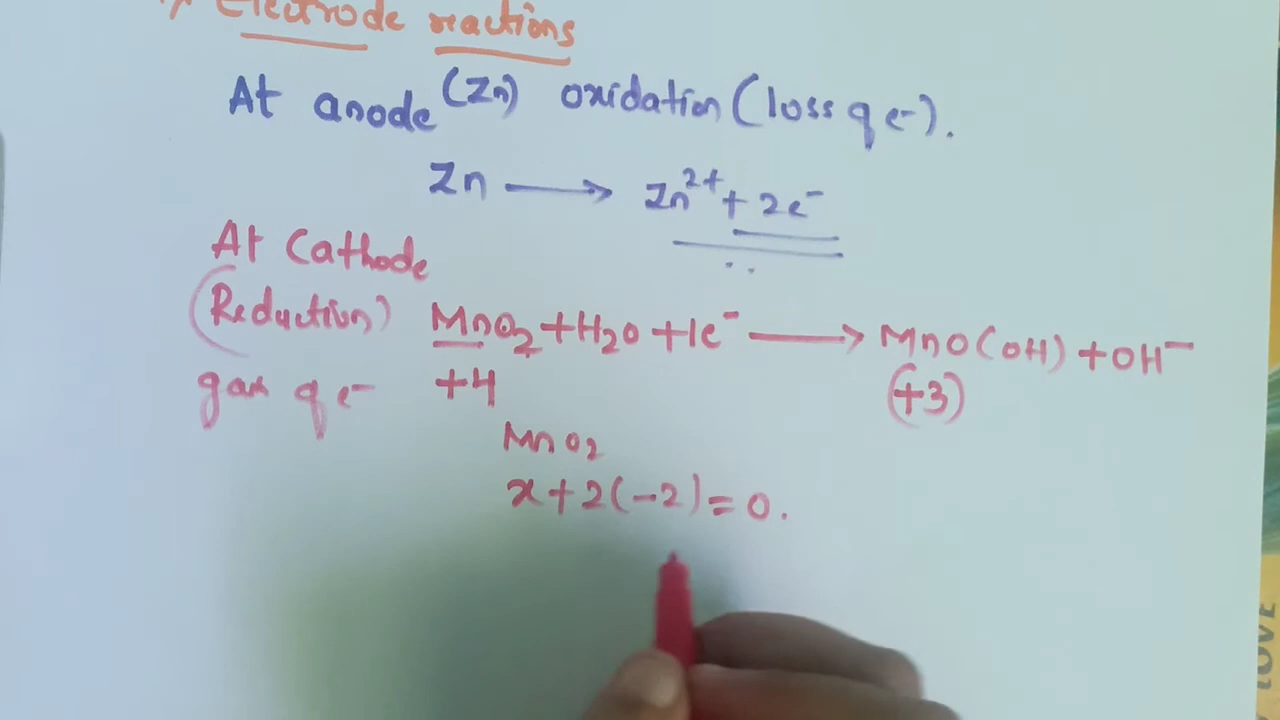 Electrode reactions
At anode (Zn) oxidation (loss of e-).
Zn ⟶ Zn²⁺ + 2e⁻
At Cathode
(Reduction) MnO₂ + H₂O + 1e⁻ ⟶ MnO(OH) + OH⁻
gain of e⁻ +4 (+3)
MnO₂
x + 2(-2) = 0.
LOVE